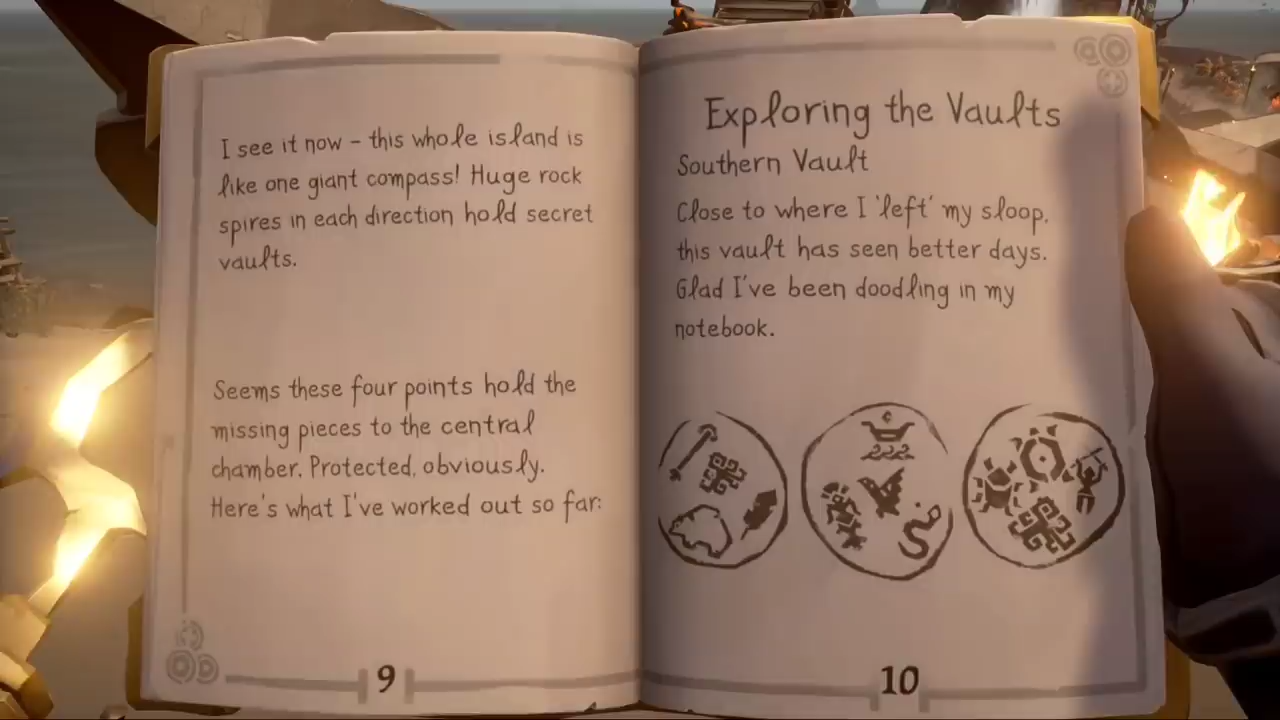 I see it now - this whole island is
like one giant compass! Huge rock
spires in each direction hold secret
vaults.
Seems these four points hold the
missing pieces to the central
chamber. Protected, obviously.
Here's what I've worked out so far:
9
Exploring the Vaults
Southern Vault
Close to where I 'left' my sloop,
this vault has seen better days.
Glad I've been doodling in my
notebook.
10